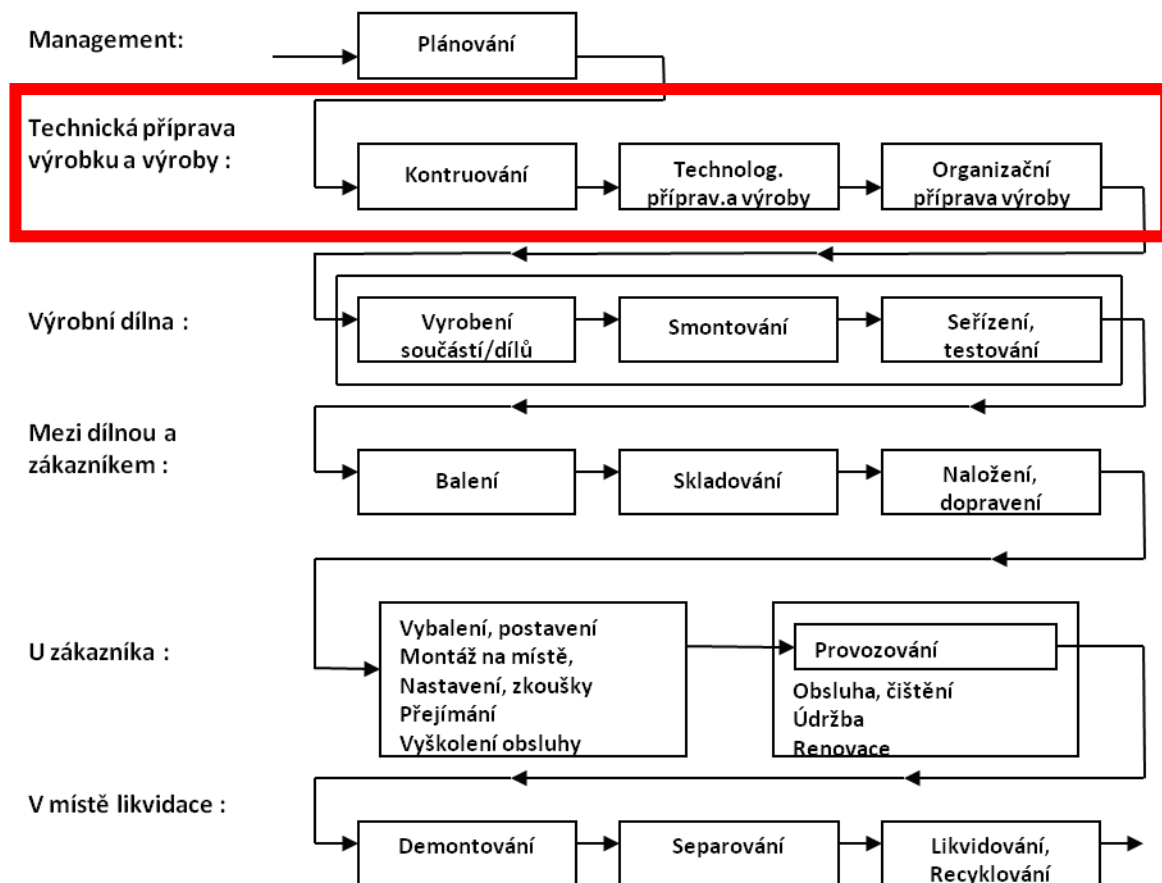 Management:
Plánování
Technická příprava
výrobku a výroby :
Kontruování
Technolog.
příprav.a výroby
Organizační
příprava výroby
Výrobní dílna :
Vyrobení
součástí/dílů
Smontování
Seřízení,
testování
Mezi dílnou a
zákazníkem :
Balení
Skladování
Naložení,
dopravení
U zákazníka :
Vybalení, postavení
Montáž na místě,
Nastavení, zkoušky
Přejímání
Vyškolení obsluhy
Provozování
Obsluha, čištění
Údržba
Renovace
V místě likvidace :
Demontování
Separování
Likvidování,
Recyklování